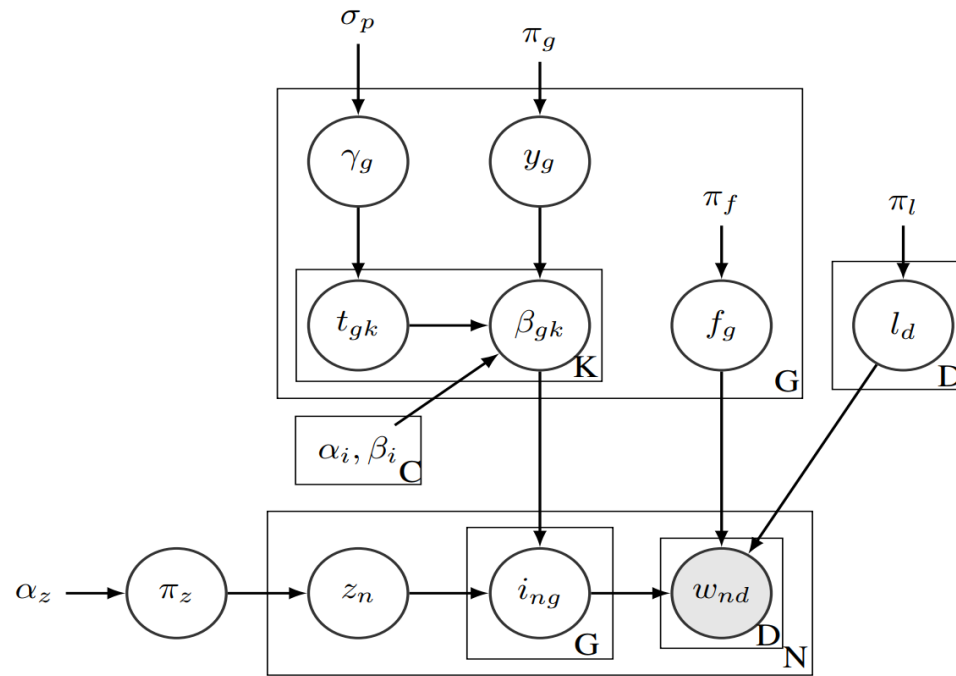 σ_p
π_g
γ_g
y_g
π_f
π_l
t_gk
β_gk
f_g
l_d
K
G
D
α_i, β_i
C
α_z
π_z
z_n
i_ng
w_nd
G
D
N